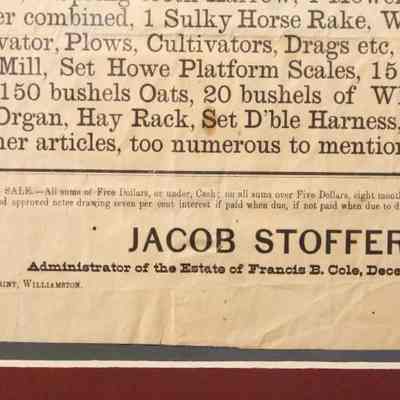 er combined, 1 Sulky Horse Rake, W
vator, Plows, Cultivators, Drags etc,
Mill, Set Howe Platform Scales, 15
150 bushels Oats, 20 bushels of W
Organ, Hay Rack, Set D'ble Harness,
er articles, too numerous to mention
SALE.—All sums of Five Dollars, or under, Cash; on all sums over Five Dollars, eight month
d approved notes drawing seven per cent interest if paid when due, if not paid when due to d
JACOB STOFFER
Administrator of the Estate of Francis B. Cole, Dece
RINT, WILLIAMSTON.